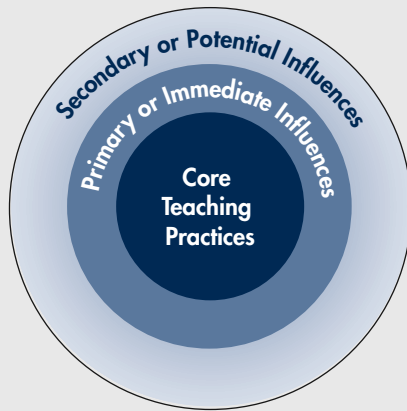 Secondary or Potential Influences
Primary or Immediate Influences
Core
Teaching
Practices